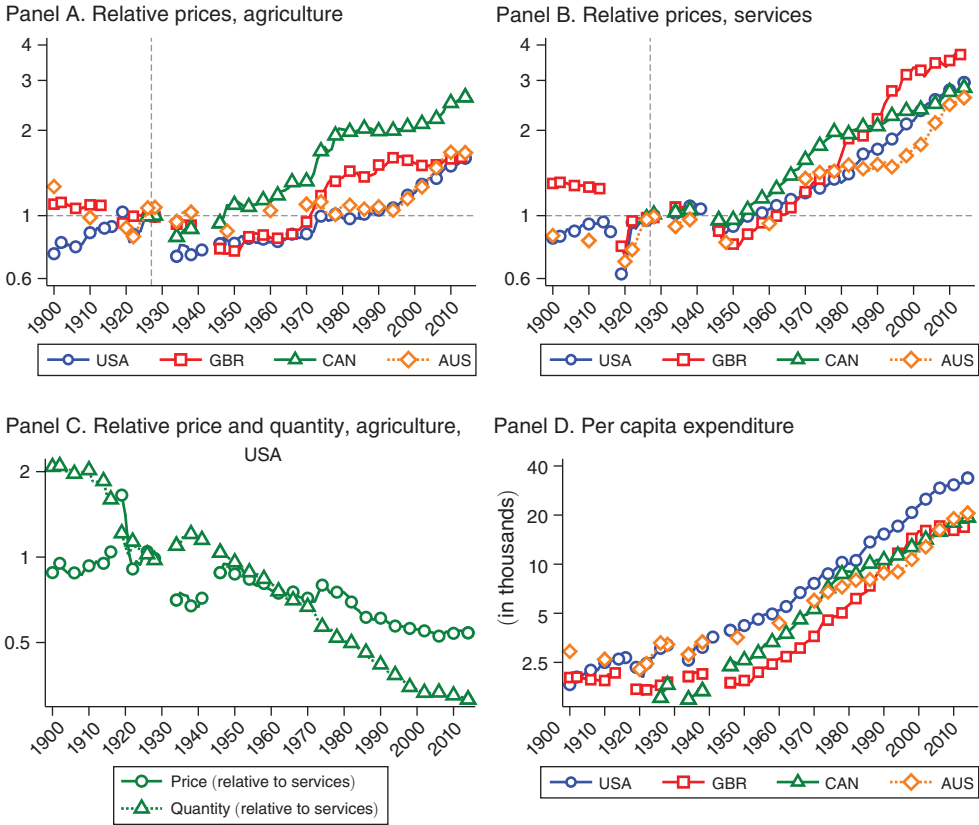 Panel A. Relative prices, agriculture
4
3
2
1
0.6
1900 1910 1920 1930 1940 1950 1960 1970 1980 1990 2000 2010
USA GBR CAN AUS
Panel B. Relative prices, services
4
3
2
1
0.6
1900 1910 1920 1930 1940 1950 1960 1970 1980 1990 2000 2010
USA GBR CAN AUS
Panel C. Relative price and quantity, agriculture,
USA
2
1
0.5
1900 1910 1920 1930 1940 1950 1960 1970 1980 1990 2000 2010
Price (relative to services)
Quantity (relative to services)
Panel D. Per capita expenditure
(in thousands)
40
20
10
5
2.5
1900 1910 1920 1930 1940 1950 1960 1970 1980 1990 2000 2010
USA GBR CAN AUS